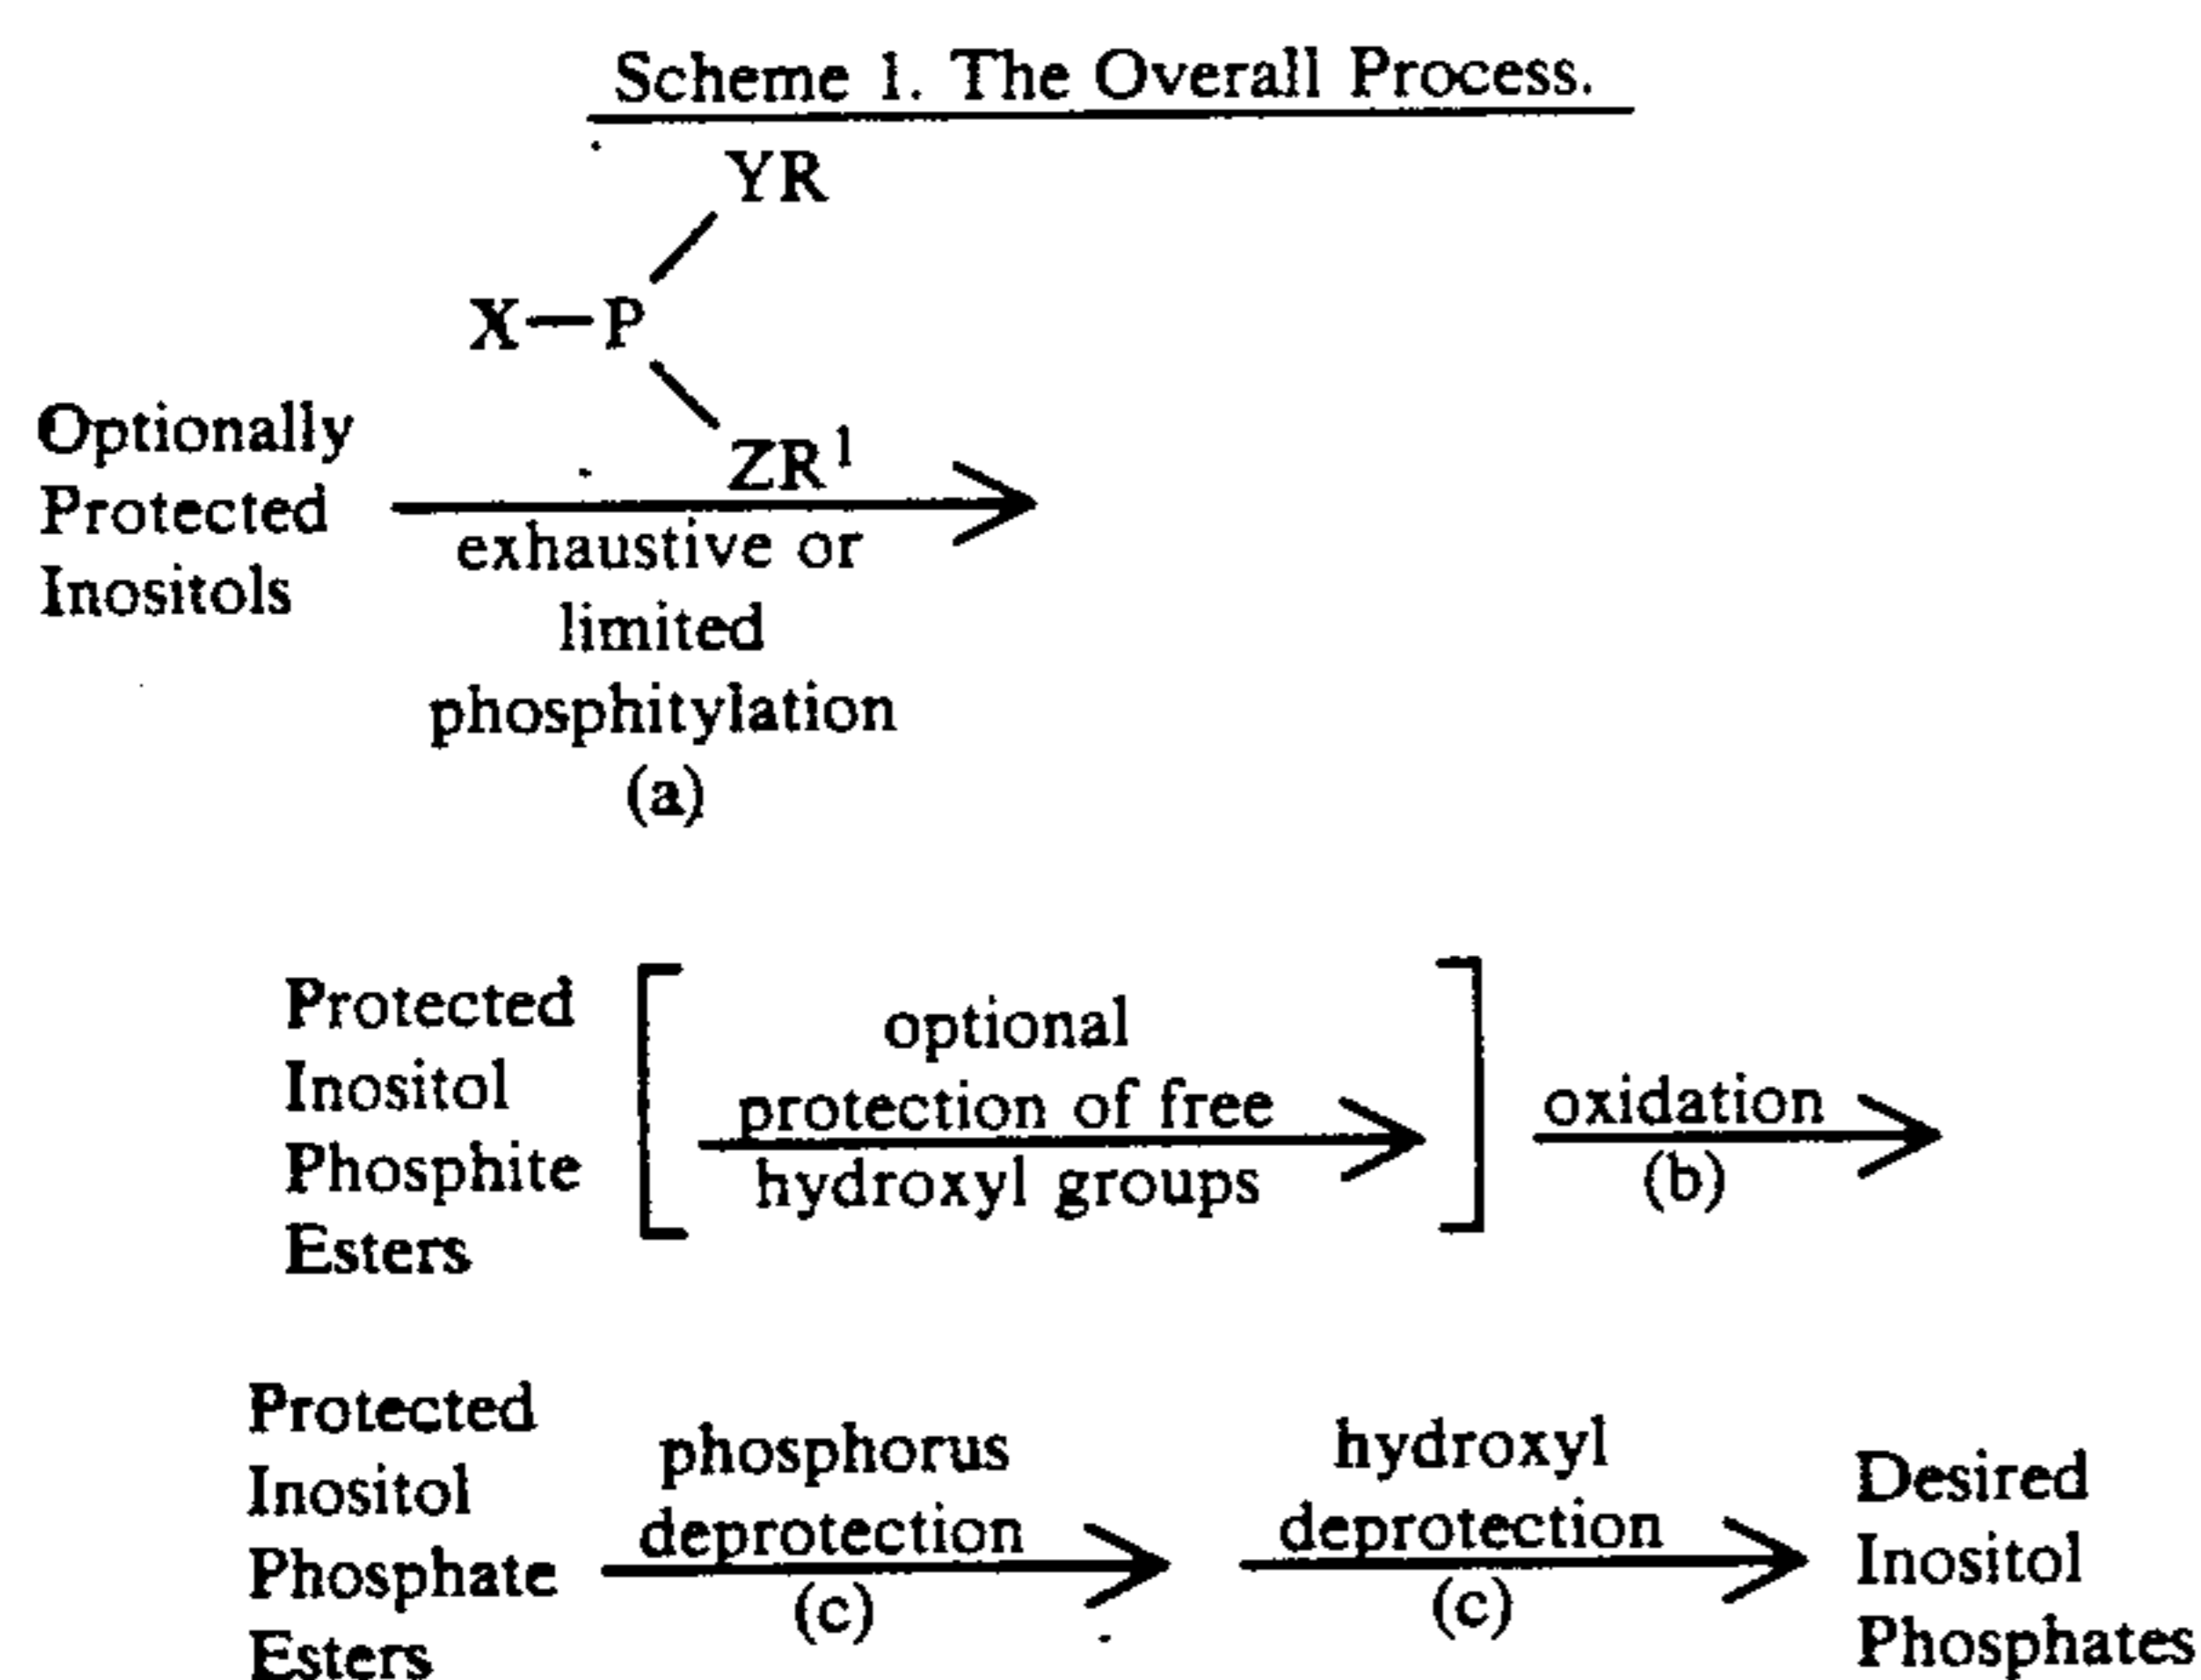 Scheme 1. The Overall Process.
YR
X—P
ZR¹
Optionally
Protected
Inositols
exhaustive or
limited
phosphitylation
(a)
Protected
Inositol
Phosphite
Esters
optional
protection of free
hydroxyl groups
oxidation
(b)
Protected
Inositol
Phosphate
Esters
phosphorus
deprotection
(c)
hydroxyl
deprotection
(c)
Desired
Inositol
Phosphates